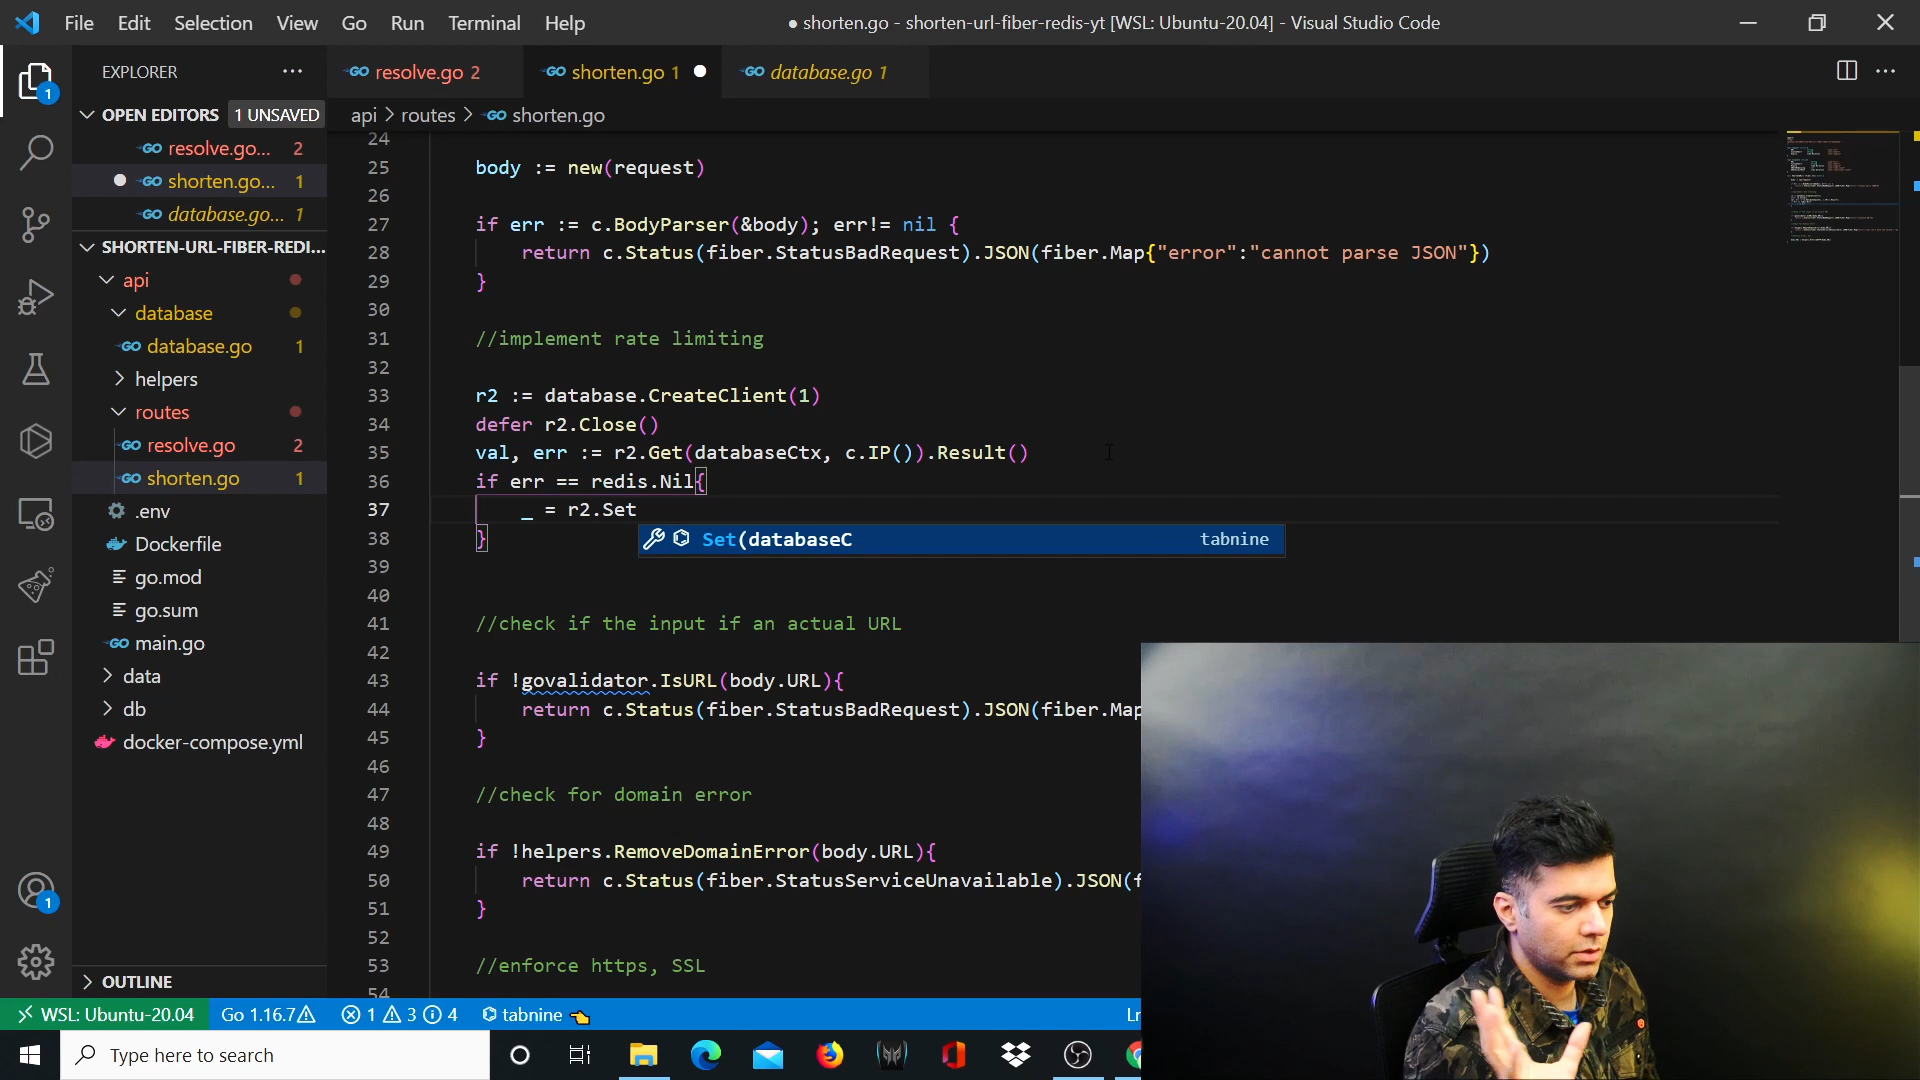 File Edit Selection View Go Run Terminal Help
● shorten.go - shorten-url-fiber-redis-yt [WSL: Ubuntu-20.04] - Visual Studio Code
EXPLORER
resolve.go 2
shorten.go 1
database.go 1
OPEN EDITORS 1 UNSAVED
resolve.go... 2
shorten.go... 1
database.go... 1
SHORTEN-URL-FIBER-REDI...
api
database
database.go 1
helpers
routes
resolve.go 2
shorten.go 1
.env
Dockerfile
go.mod
go.sum
main.go
data
db
docker-compose.yml
OUTLINE
1
1
api > routes > shorten.go
24
25 body := new(request)
26
27 if err := c.BodyParser(&body); err!= nil {
28 return c.Status(fiber.StatusBadRequest).JSON(fiber.Map{"error":"cannot parse JSON"})
29 }
30
31 //implement rate limiting
32
33 r2 := database.CreateClient(1)
34 defer r2.Close()
35 val, err := r2.Get(databaseCtx, c.IP()).Result()
36 if err == redis.Nil{
37 _ = r2.Set
38 }
Set(databaseC tabnine
39
40
41 //check if the input if an actual URL
42
43 if !govalidator.IsURL(body.URL){
44 return c.Status(fiber.StatusBadRequest).JSON(fiber.Map
45 }
46
47 //check for domain error
48
49 if !helpers.RemoveDomainError(body.URL){
50 return c.Status(fiber.StatusServiceUnavailable).JSON(f
51 }
52
53 //enforce https, SSL
54
WSL: Ubuntu-20.04 Go 1.16.7 1 3 4 tabnine Ln
Type here to search